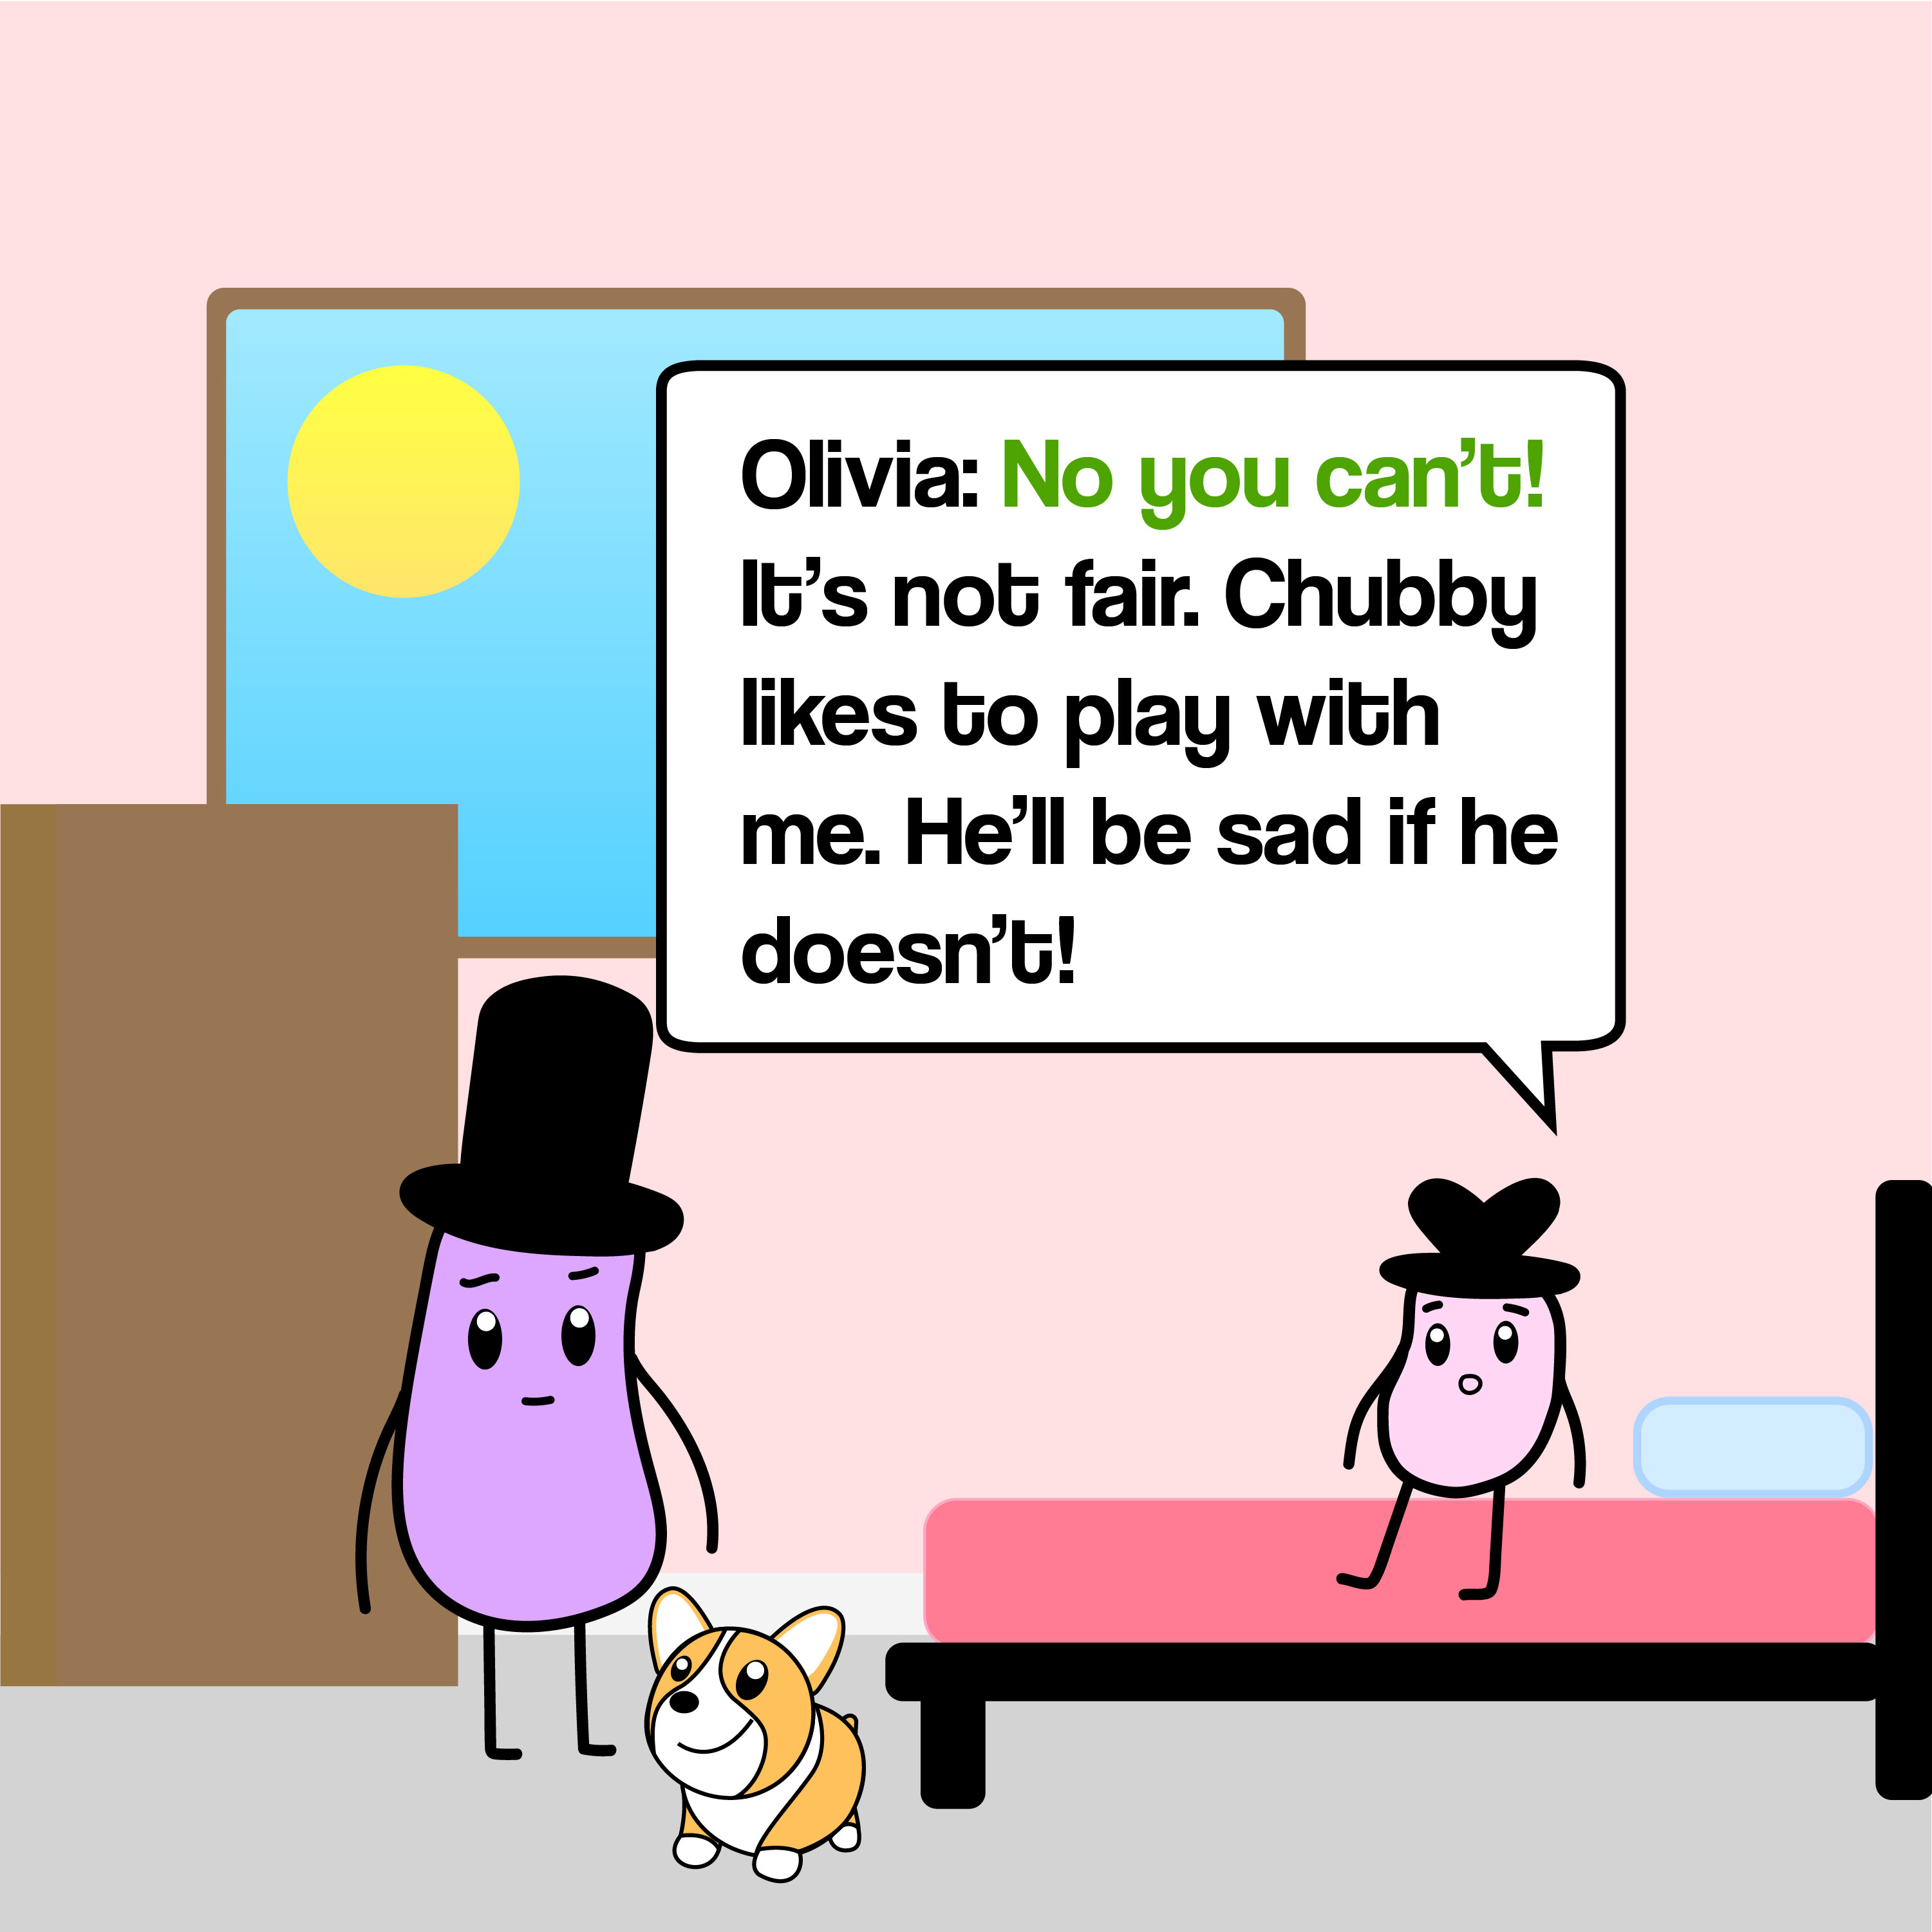 Olivia: No you can’t!
It’s not fair. Chubby
likes to play with
me. He’ll be sad if he
doesn’t!